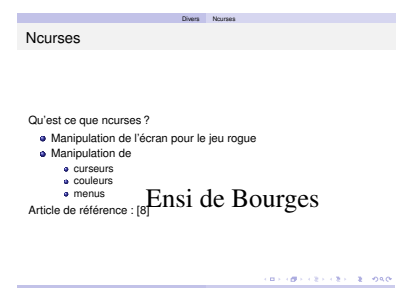 Divers Ncurses
Ncurses
Qu'est ce que ncurses ?
Manipulation de l'écran pour le jeu rogue
Manipulation de
curseurs
couleurs
menus
Article de référence : [8]
Ensi de Bourges